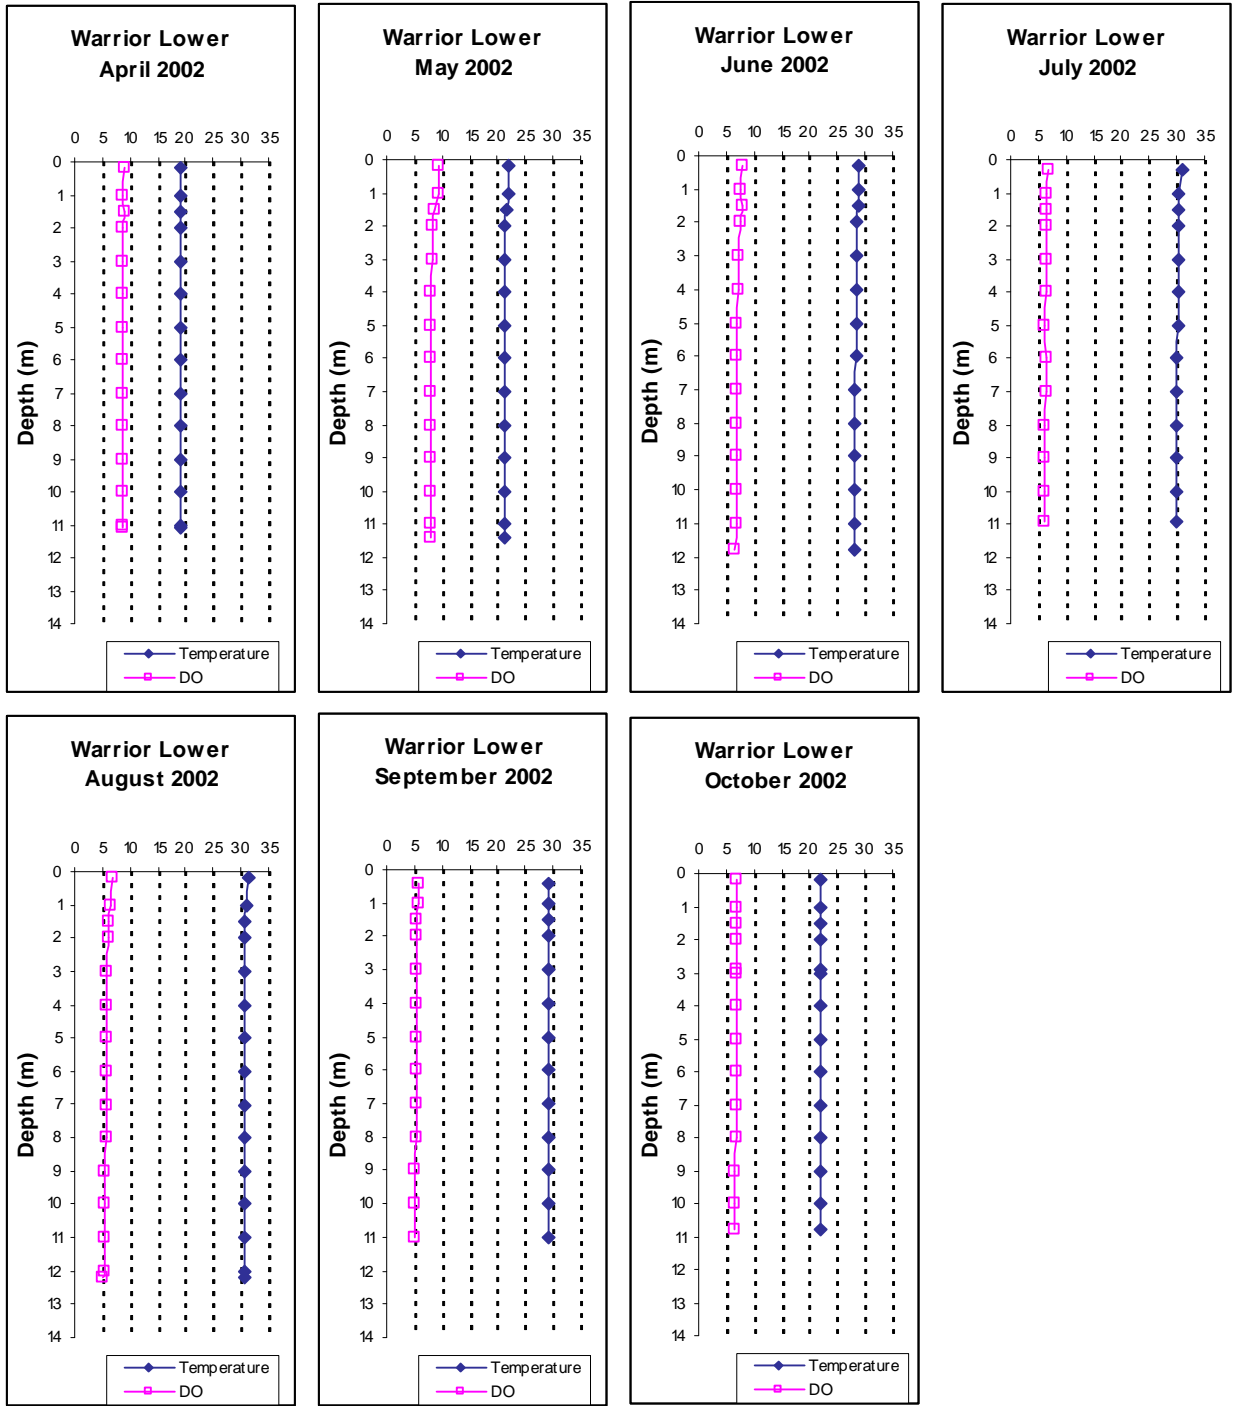 Warrior Lower
April 2002
0 5 10 15 20 25 30 35
0
1
2
3
4
5
6
7
8
9
10
11
12
13
14
Depth (m)
Temperature
DO
Warrior Lower
May 2002
0 5 10 15 20 25 30 35
0
1
2
3
4
5
6
7
8
9
10
11
12
13
14
Depth (m)
Temperature
DO
Warrior Lower
June 2002
0 5 10 15 20 25 30 35
0
1
2
3
4
5
6
7
8
9
10
11
12
13
14
Depth (m)
Temperature
DO
Warrior Lower
July 2002
0 5 10 15 20 25 30 35
0
1
2
3
4
5
6
7
8
9
10
11
12
13
14
Depth (m)
Temperature
DO
Warrior Lower
August 2002
0 5 10 15 20 25 30 35
0
1
2
3
4
5
6
7
8
9
10
11
12
13
14
Depth (m)
Temperature
DO
Warrior Lower
September 2002
0 5 10 15 20 25 30 35
0
1
2
3
4
5
6
7
8
9
10
11
12
13
14
Depth (m)
Temperature
DO
Warrior Lower
October 2002
0 5 10 15 20 25 30 35
0
1
2
3
4
5
6
7
8
9
10
11
12
13
14
Depth (m)
Temperature
DO